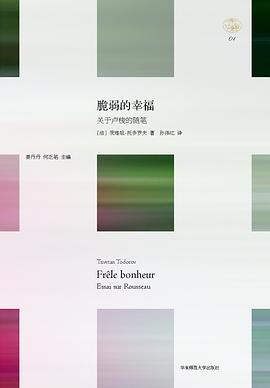 01
脆弱的幸福
关于卢梭的随笔
［法］茨维坦·托多罗夫 著 孙伟红 译
姜丹丹 何乏笔 主编
Tzvetan Todorov
Frêle bonheur
Essai sur Rousseau
华东师范大学出版社